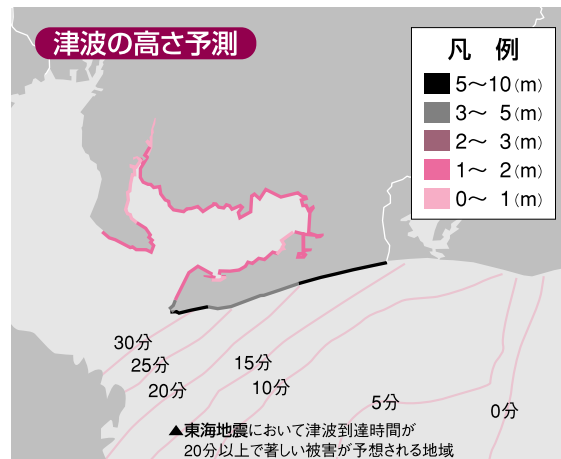 津波の高さ予測
凡 例
5～10(m)
3～ 5(m)
2～ 3(m)
1～ 2(m)
0～ 1(m)
30分
25分
20分
15分
10分
5分
0分
▲東海地震において津波到達時間が
20分以上で著しい被害が予想される地域